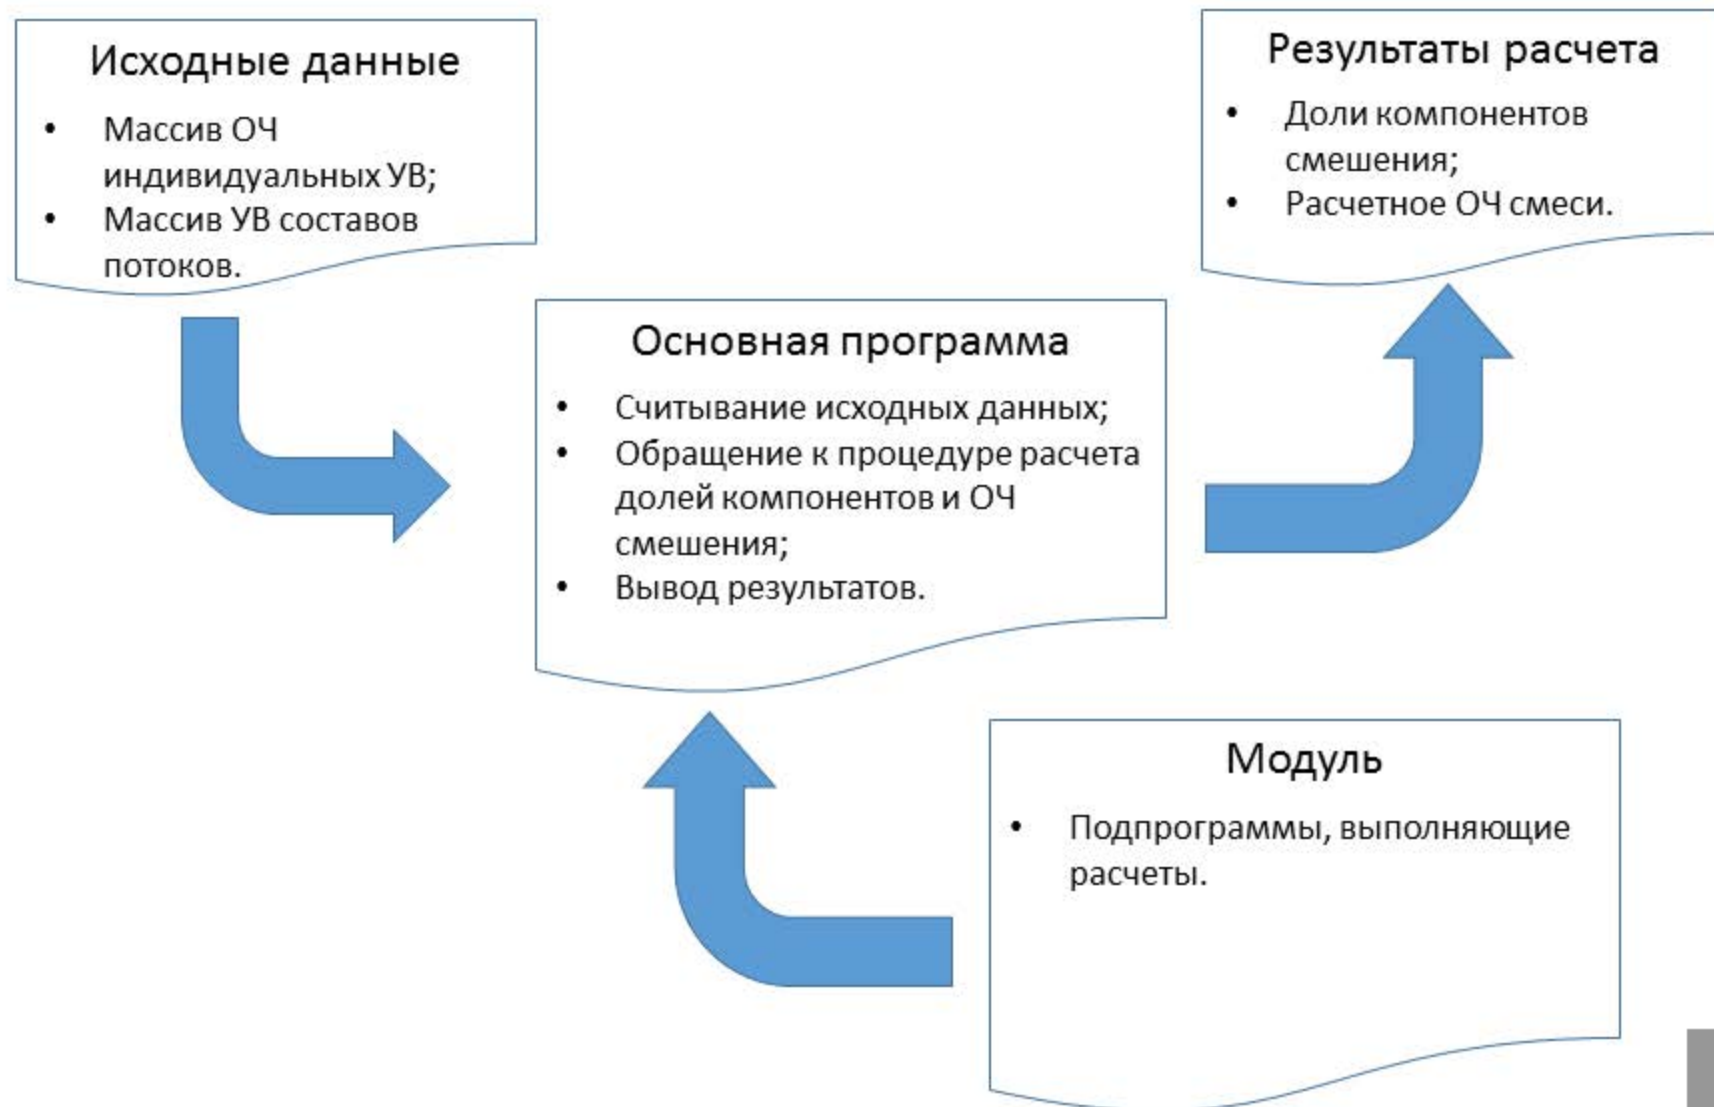 Исходные данные
• Массив ОЧ
индивидуальных УВ;
• Массив УВ составов
потоков.
Результаты расчета
• Доли компонентов
смешения;
• Расчетное ОЧ смеси.
Основная программа
• Считывание исходных данных;
• Обращение к процедуре расчета
долей компонентов и ОЧ
смешения;
• Вывод результатов.
Модуль
• Подпрограммы, выполняющие
расчеты.